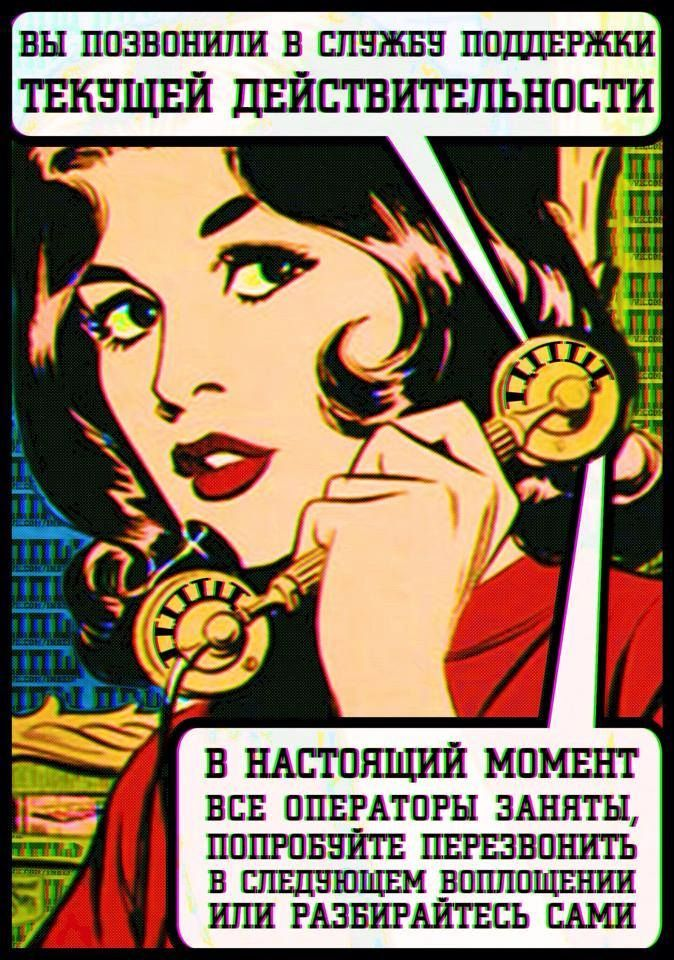 ВЫ ПОЗВОНИЛИ В СЛУЖБУ ПОДДЕРЖКИ
ТЕКУЩЕЙ ДЕЙСТВИТЕЛЬНОСТИ
В НАСТОЯЩИЙ МОМЕНТ
ВСЕ ОПЕРАТОРЫ ЗАНЯТЫ,
ПОПРОБУЙТЕ ПЕРЕЗВОНИТЬ
В СЛЕДУЮЩЕМ ВОПЛОЩЕНИИ
ИЛИ РАЗБИРАЙТЕСЬ САМИ